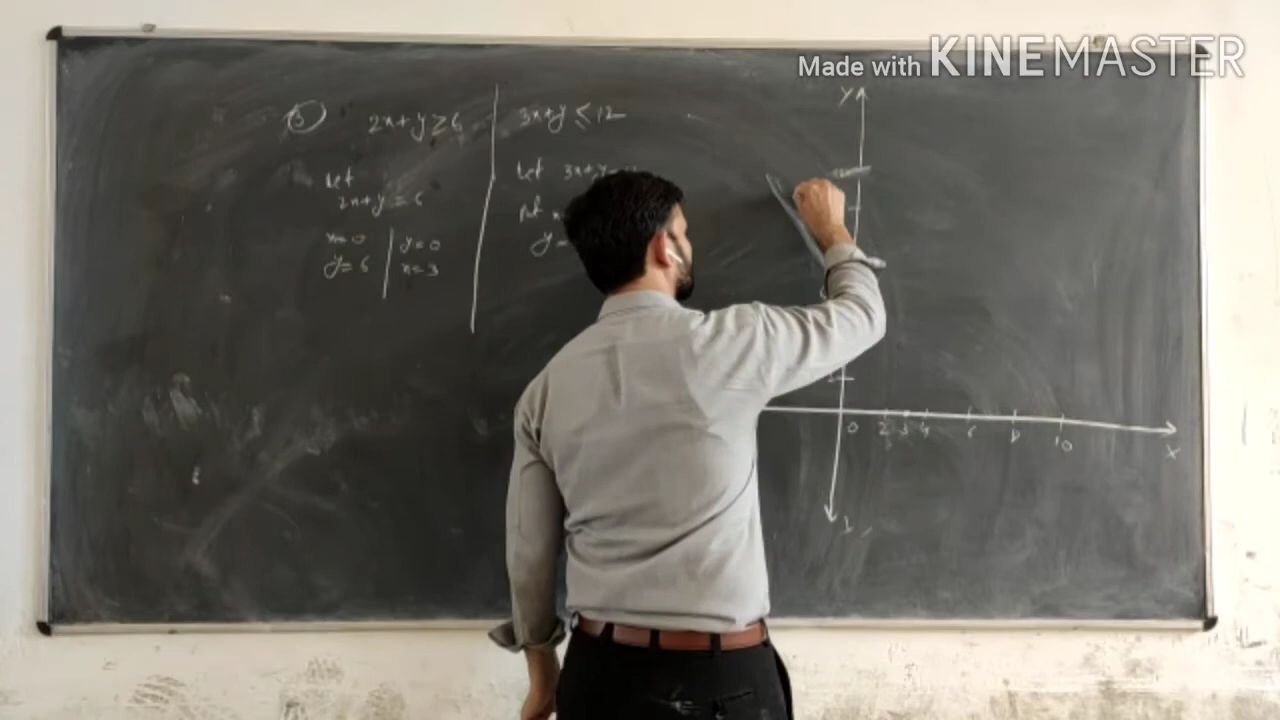 Made with KINEMASTER
5 2x+y≥6
Let
2x+y=6
x=0 y=0
y=6 x=3
3x+y≤12
Let 3x+y=
Put x
y=
Y
0 2 3 4 6 8 10
X